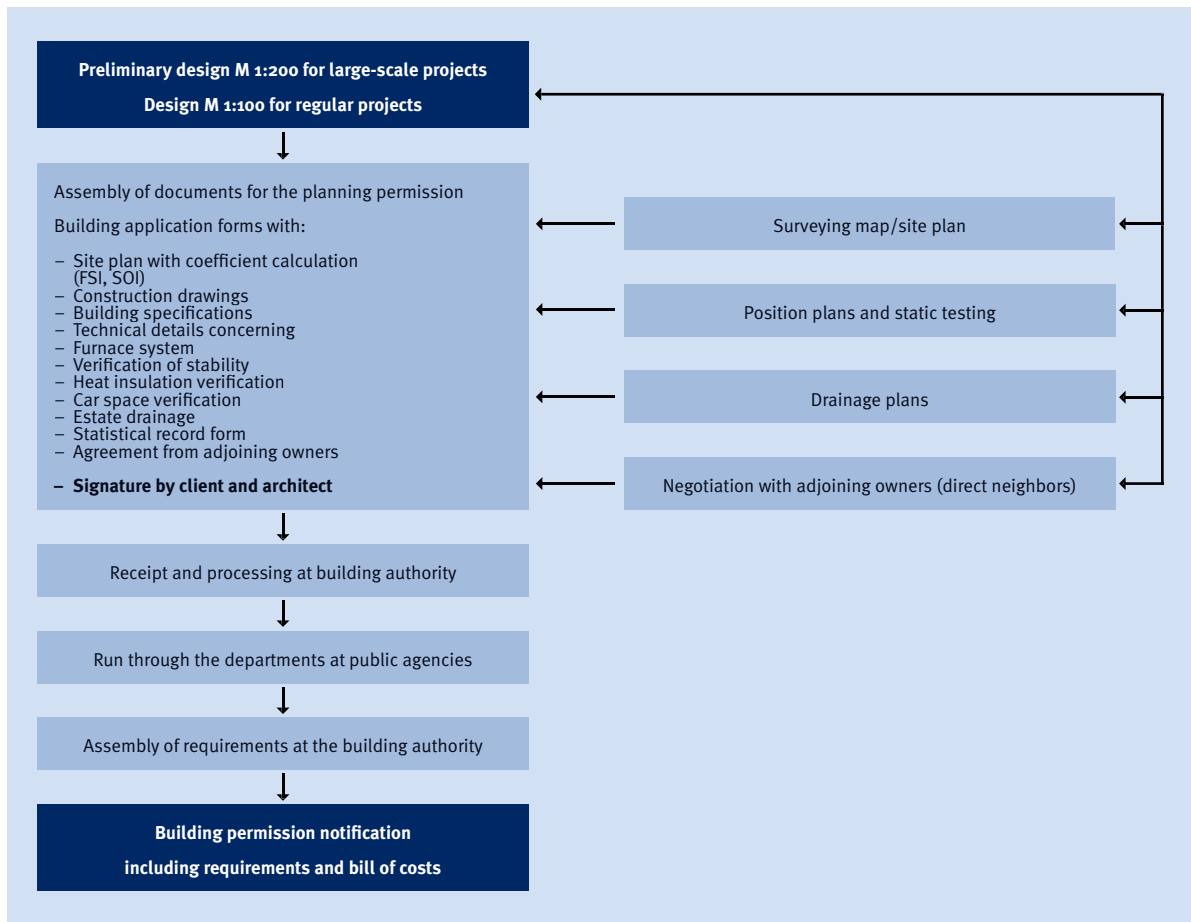 Preliminary design M 1:200 for large-scale projects
Design M 1:100 for regular projects
Assembly of documents for the planning permission
Building application forms with:
– Site plan with coefficient calculation
(FSI, SOI)
– Construction drawings
– Building specifications
– Technical details concerning
– Furnace system
– Verification of stability
– Heat insulation verification
– Car space verification
– Estate drainage
– Statistical record form
– Agreement from adjoining owners
– Signature by client and architect
Surveying map/site plan
Position plans and static testing
Drainage plans
Negotiation with adjoining owners (direct neighbors)
Receipt and processing at building authority
Run through the departments at public agencies
Assembly of requirements at the building authority
Building permission notification
including requirements and bill of costs